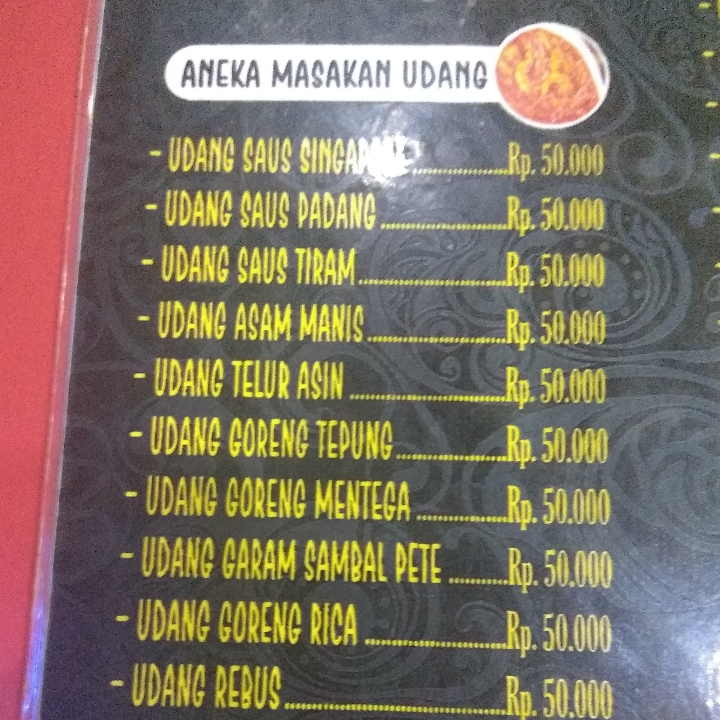 ANEKA MASAKAN UDANG
- UDANG SAUS ..........Rp. 50.000
- UDANG SAUS PADANG ..........Rp. 50.000
- UDANG SAUS TIRAM..........Rp. 50.000
- UDANG ASAM MANIS..........Rp. 50.000
- UDANG TELUR ASIN ..........Rp. 50.000
- UDANG GORENG TEPUNG..........Rp. 50.000
- UDANG GORENG MENTEGA ..........Rp. 50.000
- UDANG GARAM SAMBAL PETE ..........Rp. 50.000
- UDANG GORENG RICA ..........Rp. 50.000
- UDANG REBUS..........Rp. 50.000